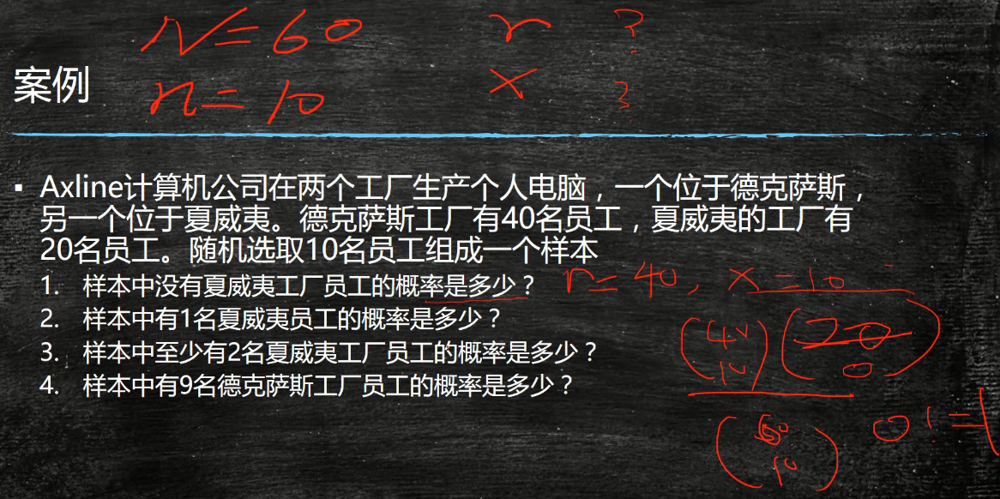 N=60 r ?
案例
n=10 x ?
▪ Axline计算机公司在两个工厂生产个人电脑，一个位于德克萨斯，
另一个位于夏威夷。德克萨斯工厂有40名员工，夏威夷的工厂有
20名员工。随机选取10名员工组成一个样本
1. 样本中没有夏威夷工厂员工的概率是多少？ r=40, x=10
2. 样本中有1名夏威夷员工的概率是多少？
3. 样本中至少有2名夏威夷工厂员工的概率是多少？
4. 样本中有9名德克萨斯工厂员工的概率是多少？
(40 10)(20 0)
(60 10)
0!=1